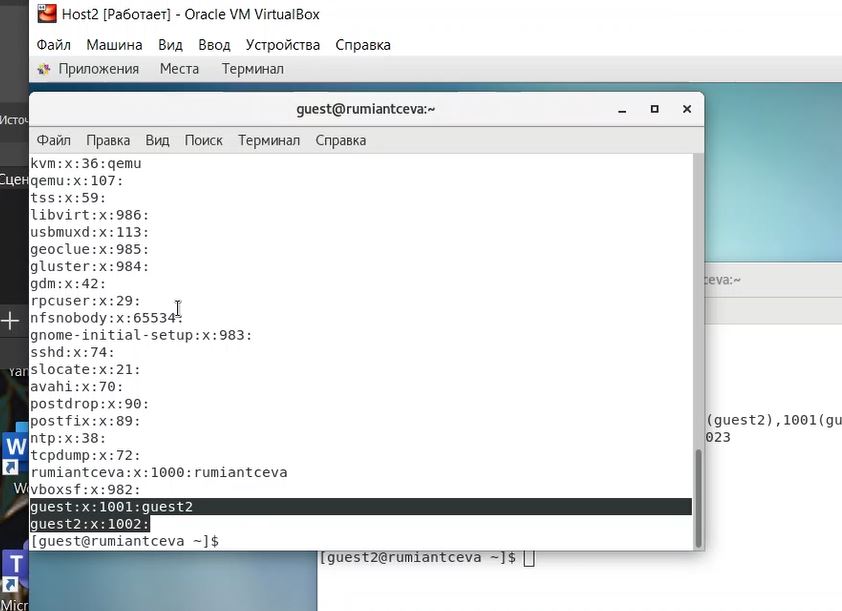 Host2 [Работает] - Oracle VM VirtualBox
Файл Машина Вид Ввод Устройства Справка
Приложения Места Терминал
guest@rumiantceva:~
Файл Правка Вид Поиск Терминал Справка
kvm:x:36:qemu
qemu:x:107:
tss:x:59:
libvirt:x:986:
usbmuxd:x:113:
geoclue:x:985:
gluster:x:984:
gdm:x:42:
rpcuser:x:29:
nfsnobody:x:65534:
gnome-initial-setup:x:983:
sshd:x:74:
slocate:x:21:
avahi:x:70:
postdrop:x:90:
postfix:x:89:
ntp:x:38:
tcpdump:x:72:
rumiantceva:x:1000:rumiantceva
vboxsf:x:982:
guest:x:1001:guest2
guest2:x:1002:
[guest@rumiantceva ~]$
ceva:~
(guest2),1001(gu
023
[guest2@rumiantceva ~]$
Источ
Сцен
Yan
W
T
Micr